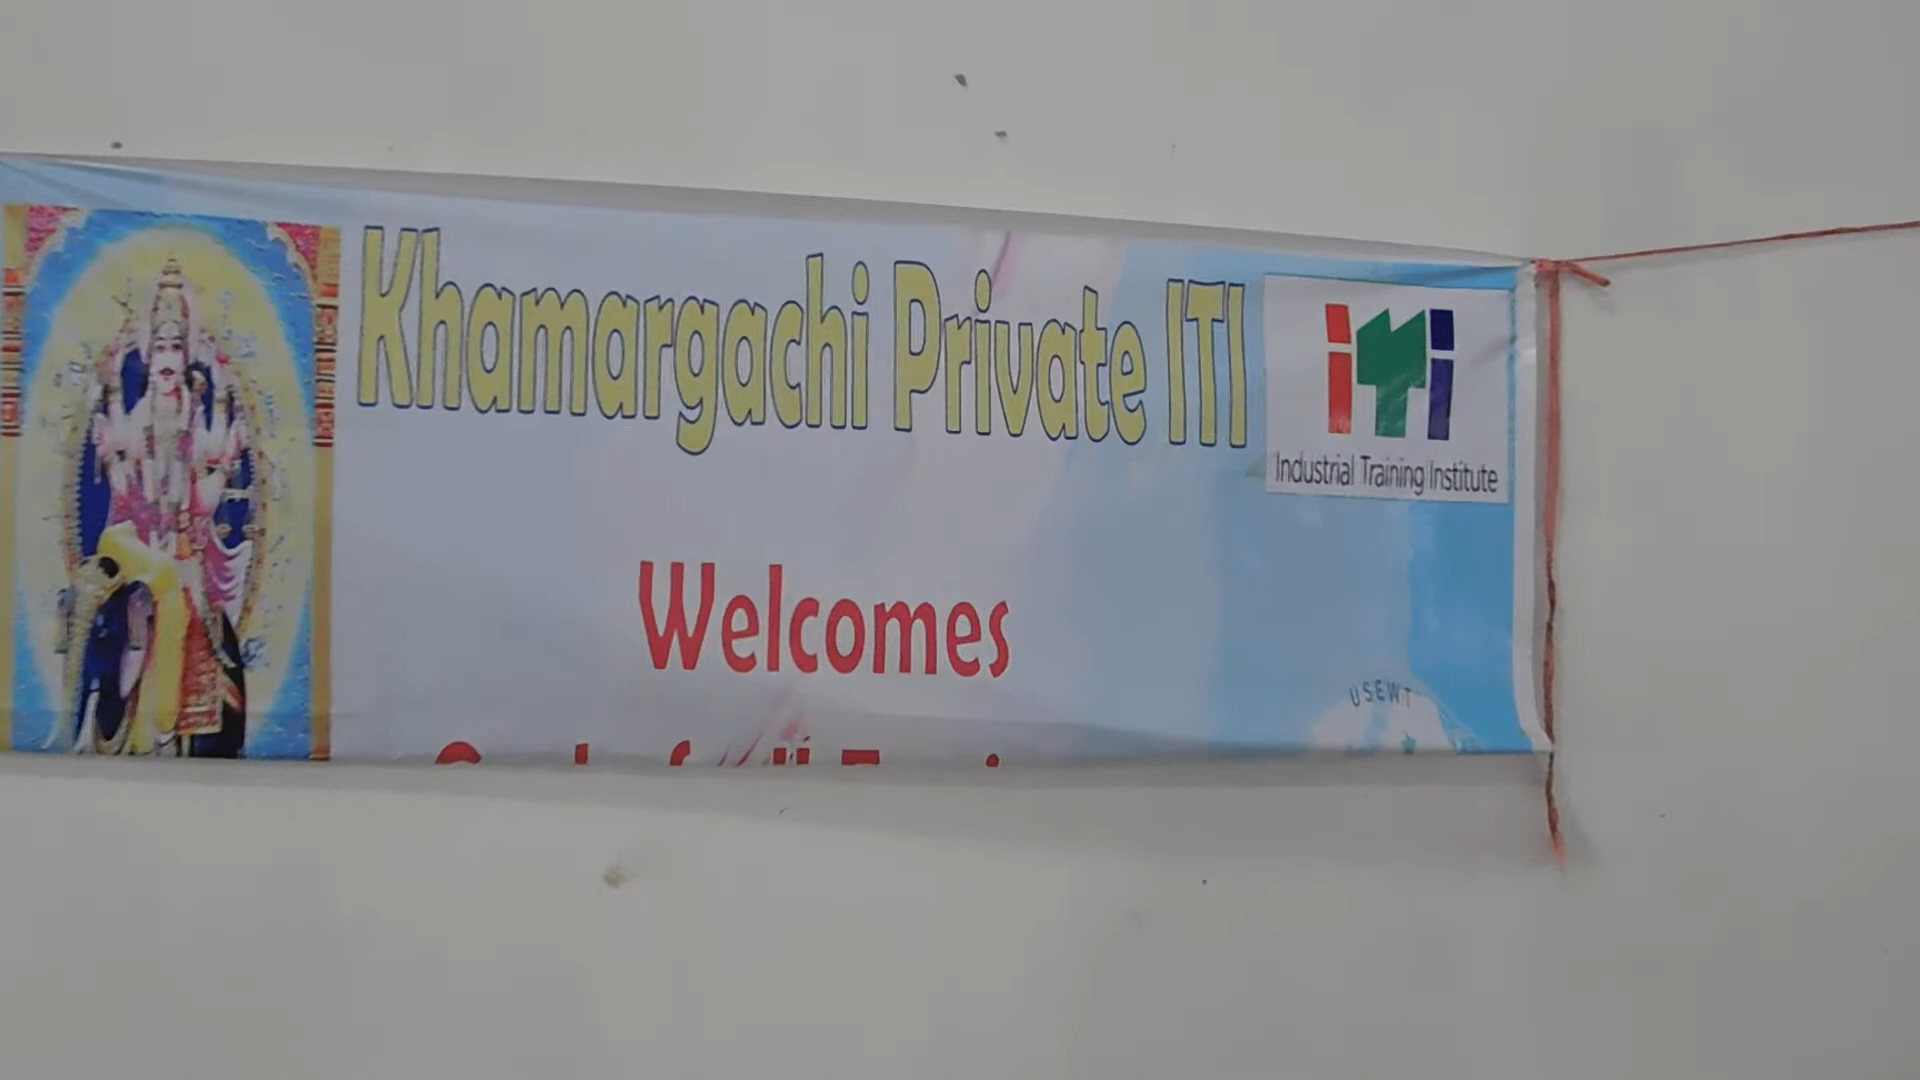 Khamargachi Private ITI
iTi
Industrial Training Institute
Welcomes
USEWT